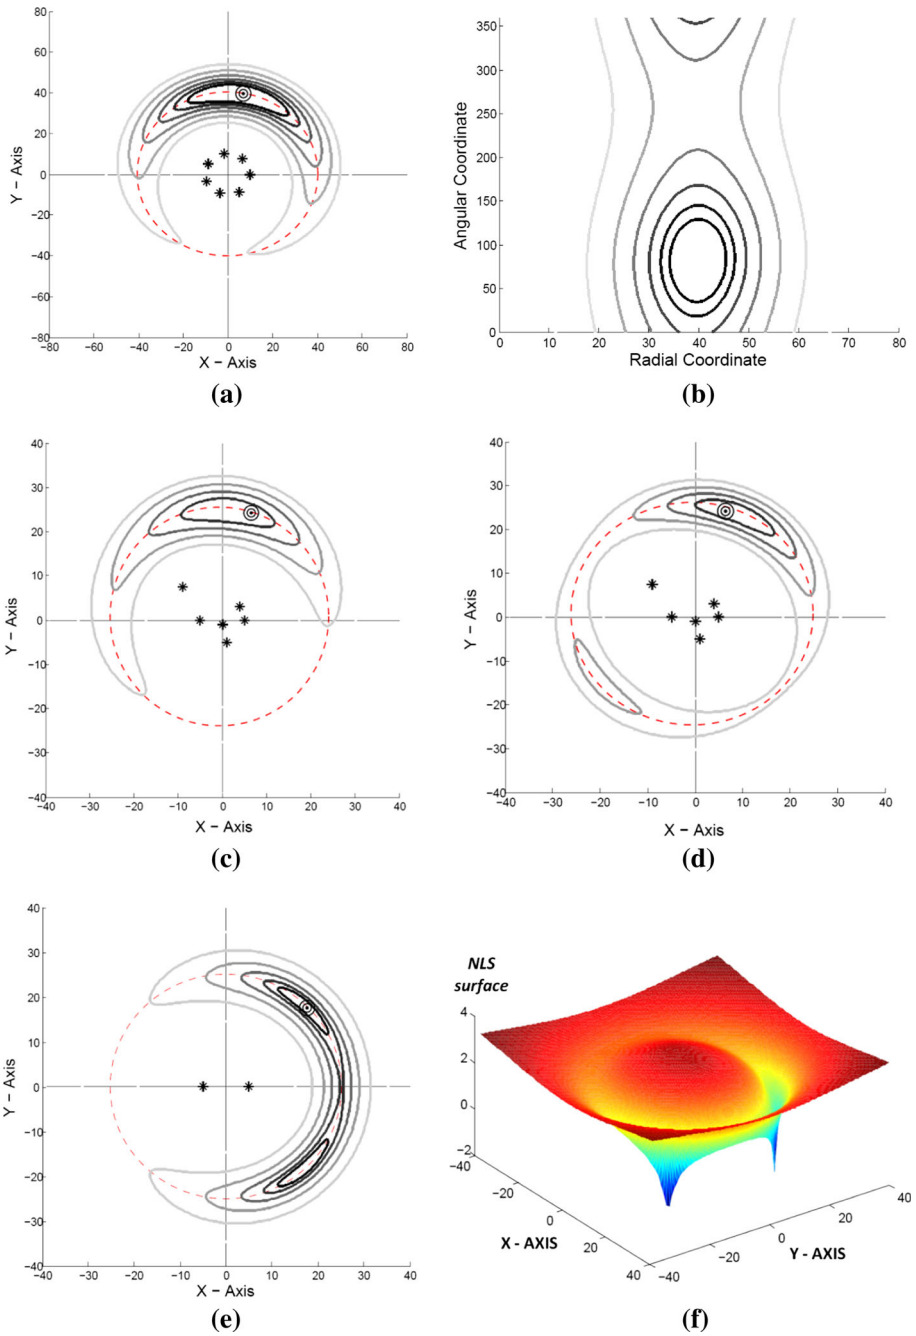 80
60
40
20
0
−20
−40
−60
−80
−80 −60 −40 −20 0 20 40 60 80
Y − Axis
X − Axis
(a)
350
300
250
200
150
100
50
0
0 10 20 30 40 50 60 70 80
Angular Coordinate
Radial Coordinate
(b)
40
30
20
10
0
−10
−20
−30
−40
−40 −30 −20 −10 0 10 20 30 40
Y − Axis
X − Axis
(c)
40
30
20
10
0
−10
−20
−30
−40
−40 −30 −20 −10 0 10 20 30 40
Y − Axis
X − Axis
(d)
40
30
20
10
0
−10
−20
−30
−40
−40 −30 −20 −10 0 10 20 30 40
Y − Axis
X − Axis
(e)
NLS
surface
4
2
0
−2
−40
−20
0
20
40
X - AXIS
−40
−20
0
20
40
Y - AXIS
(f)